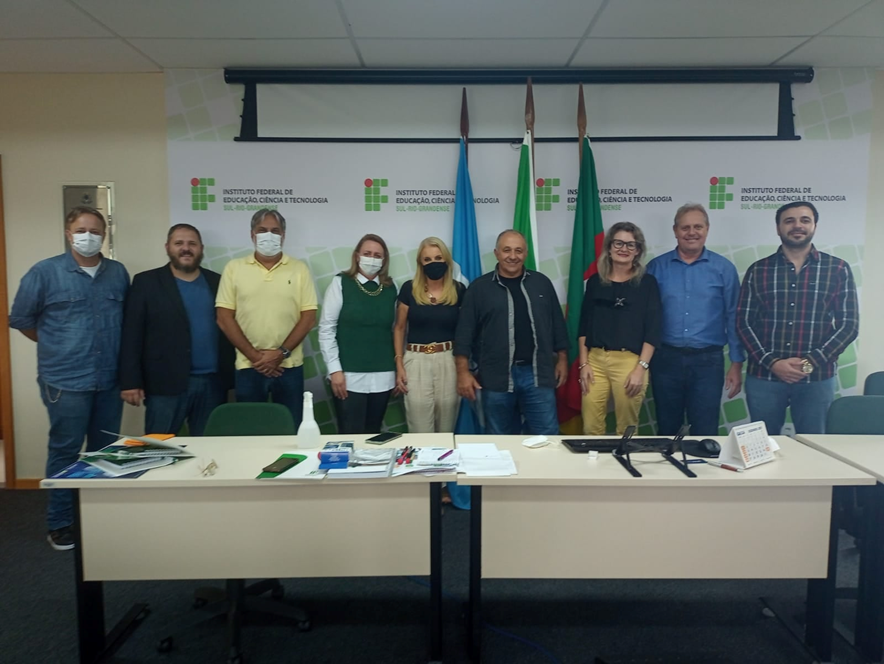 INSTITUTO FEDERAL DE
EDUCAÇÃO, CIÊNCIA E TECNOLOGIA
SUL-RIO-GRANDENSE
INSTITUTO FEDERAL
EDUCAÇÃO, CIÊNCIA TECNOLOGIA
SUL-RIO-GRANDENSE
INSTITUTO FEDERAL DE
EDUCAÇÃO, CIÊNCIA E TECNOLOGIA
SUL-RIO-GRANDENSE
INSTITUTO FEDERAL DE
EDUCAÇÃO, CIÊNCIA E TECNOLOGIA
SUL-RIO-GRANDENSE